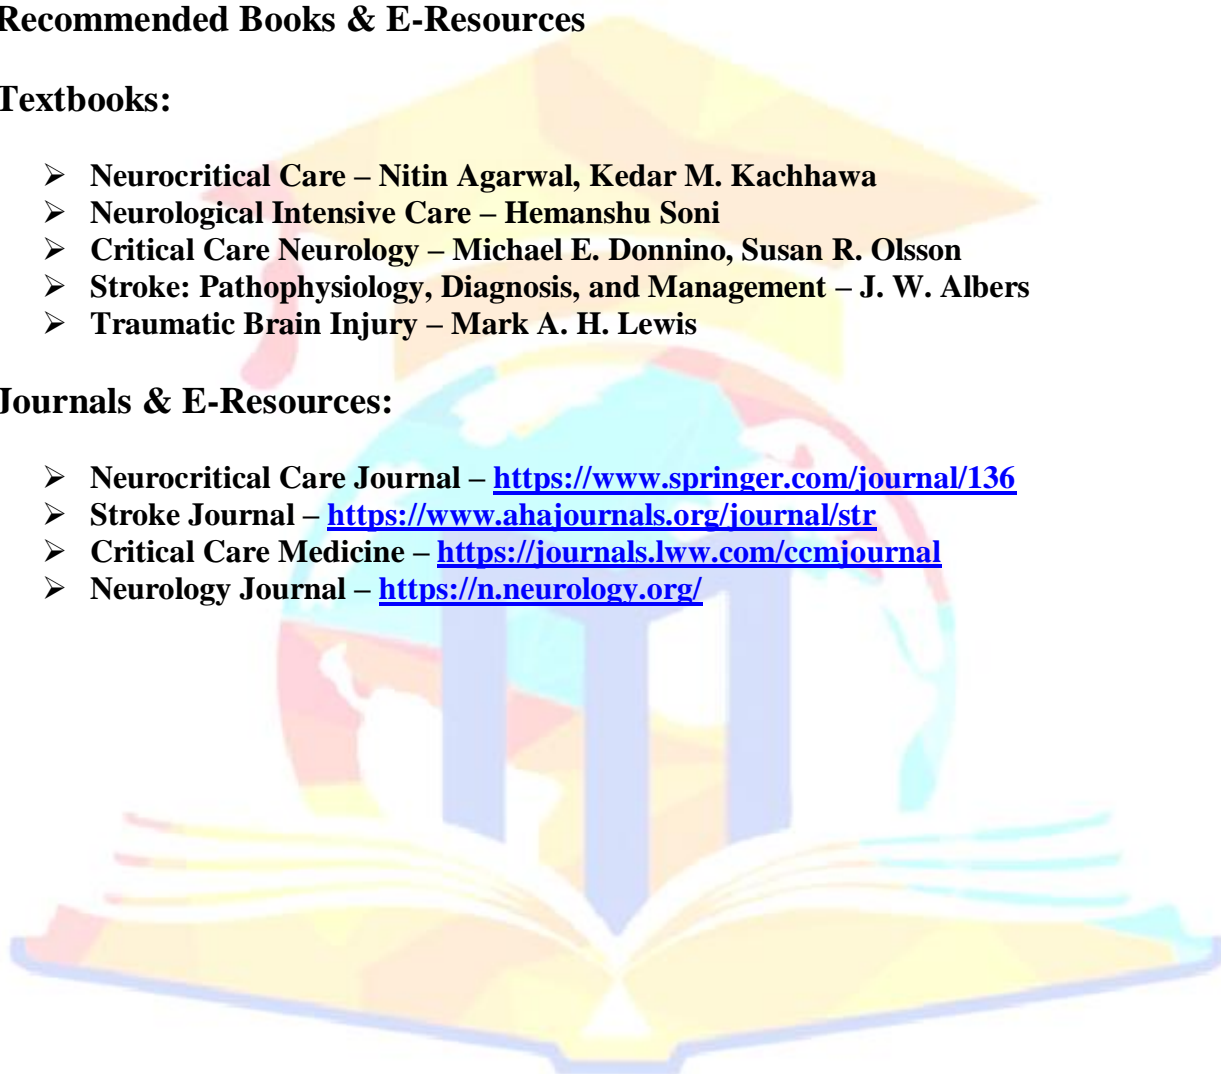 Recommended Books & E-Resources
Textbooks:
➢ Neurocritical Care – Nitin Agarwal, Kedar M. Kachhawa
➢ Neurological Intensive Care – Hemanshu Soni
➢ Critical Care Neurology – Michael E. Donnino, Susan R. Olsson
➢ Stroke: Pathophysiology, Diagnosis, and Management – J. W. Albers
➢ Traumatic Brain Injury – Mark A. H. Lewis
Journals & E-Resources:
➢ Neurocritical Care Journal – https://www.springer.com/journal/136
➢ Stroke Journal – https://www.ahajournals.org/journal/str
➢ Critical Care Medicine – https://journals.lww.com/ccmjournal
➢ Neurology Journal – https://n.neurology.org/